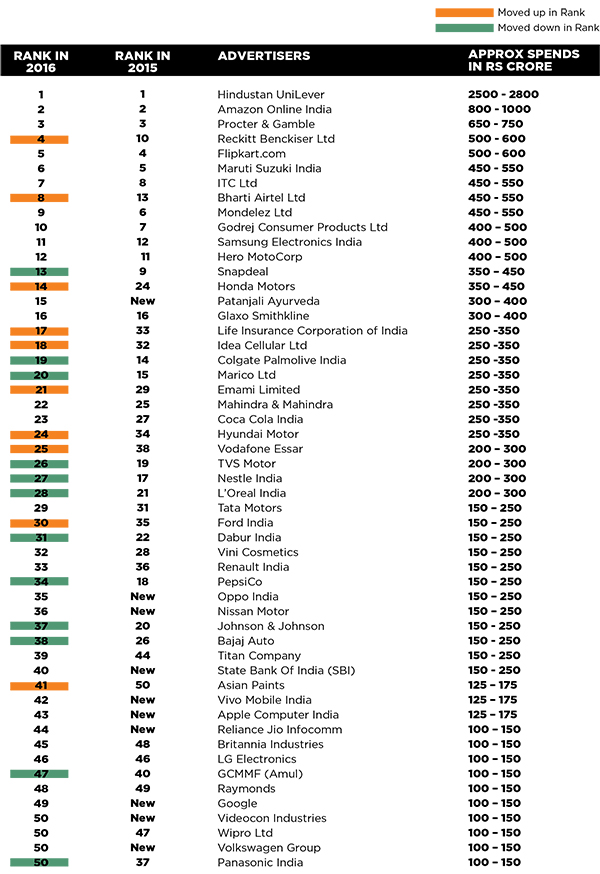 Moved up in Rank
Moved down in Rank
RANK IN 2016 RANK IN 2015 ADVERTISERS APPROX SPENDS IN RS CRORE
1 1 Hindustan UniLever 2500 - 2800
2 2 Amazon Online India 800 - 1000
3 3 Procter & Gamble 650 - 750
4 10 Reckitt Benckiser Ltd 500 - 600
5 4 Flipkart.com 500 - 600
6 5 Maruti Suzuki India 450 - 550
7 8 ITC Ltd 450 - 550
8 13 Bharti Airtel Ltd 450 - 550
9 6 Mondelez Ltd 450 - 550
10 7 Godrej Consumer Products Ltd 400 – 500
11 12 Samsung Electronics India 400 – 500
12 11 Hero MotoCorp 400 – 500
13 9 Snapdeal 350 – 450
14 24 Honda Motors 350 – 450
15 New Patanjali Ayurveda 300 – 400
16 16 Glaxo Smithkline 300 – 400
17 33 Life Insurance Corporation of India 250 -350
18 32 Idea Cellular Ltd 250 -350
19 14 Colgate Palmolive India 250 -350
20 15 Marico Ltd 250 -350
21 29 Emami Limited 250 -350
22 25 Mahindra & Mahindra 250 -350
23 27 Coca Cola India 250 -350
24 34 Hyundai Motor 250 -350
25 38 Vodafone Essar 200 – 300
26 19 TVS Motor 200 – 300
27 17 Nestle India 200 – 300
28 21 L'Oreal India 200 – 300
29 31 Tata Motors 150 – 250
30 35 Ford India 150 – 250
31 22 Dabur India 150 – 250
32 28 Vini Cosmetics 150 – 250
33 36 Renault India 150 – 250
34 18 PepsiCo 150 – 250
35 New Oppo India 150 – 250
36 New Nissan Motor 150 – 250
37 20 Johnson & Johnson 150 - 250
38 26 Bajaj Auto 150 - 250
39 44 Titan Company 150 - 250
40 New State Bank Of India (SBI) 150 - 250
41 50 Asian Paints 125 – 175
42 New Vivo Mobile India 125 – 175
43 New Apple Computer India 125 – 175
44 New Reliance Jio Infocomm 100 – 150
45 48 Britannia Industries 100 – 150
46 46 LG Electronics 100 – 150
47 40 GCMMF (Amul) 100 – 150
48 49 Raymonds 100 – 150
49 New Google 100 – 150
50 New Videocon Industries 100 – 150
50 47 Wipro Ltd 100 – 150
50 New Volkswagen Group 100 – 150
50 37 Panasonic India 100 – 150